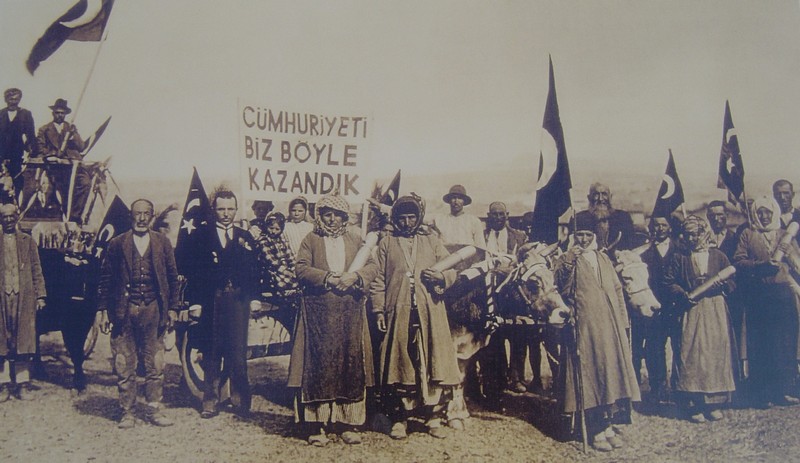 CÜMHURİYETİ
BİZ BÖYLE
KAZANDIK